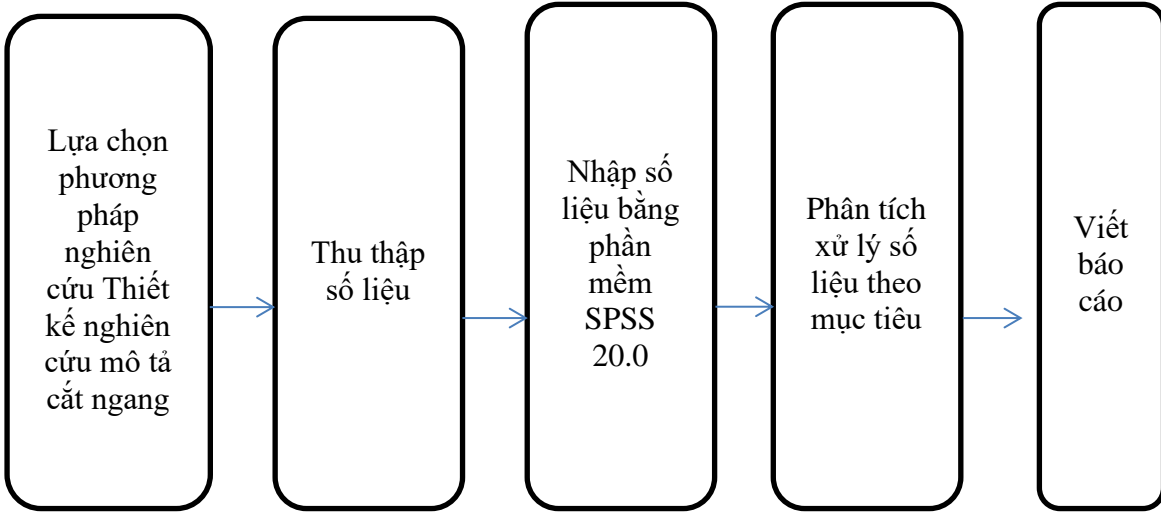 Lựa chọn
phương
pháp
nghiên
cứu Thiết
kế nghiên
cứu mô tả
cắt ngang
Thu thập
số liệu
Nhập số
liệu bằng
phần
mềm
SPSS
20.0
Phân tích
xử lý số
liệu theo
mục tiêu
Viết
báo
cáo